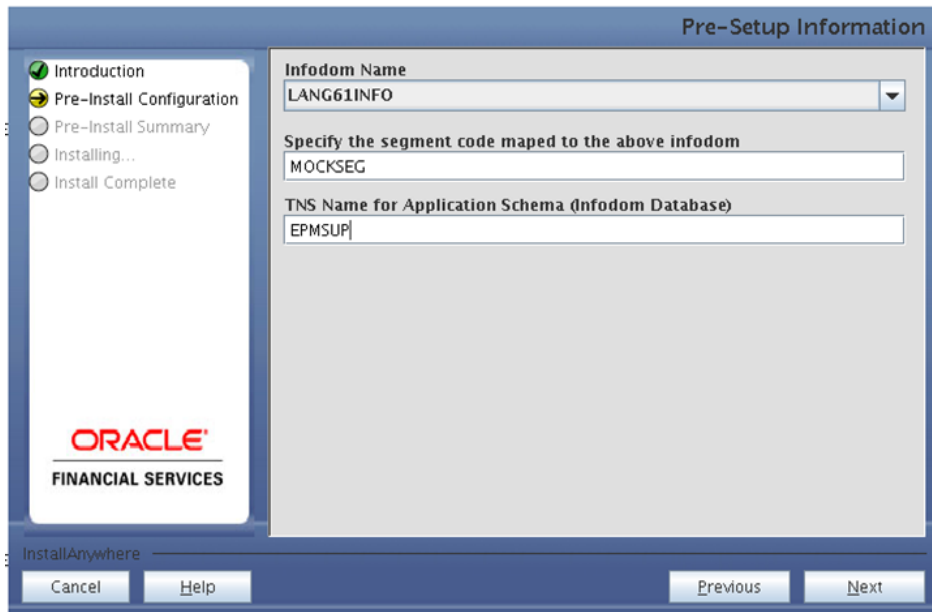 Pre-Setup Information
Introduction
Pre-Install Configuration
Pre-Install Summary
Installing...
Install Complete
ORACLE'
FINANCIAL SERVICES
Infodom Name
LANG61INFO
Specify the segment code maped to the above infodom
MOCKSEG
TNS Name for Application Schema (Infodom Database)
EPMSUP
InstallAnywhere
Cancel
Help
Previous
Next